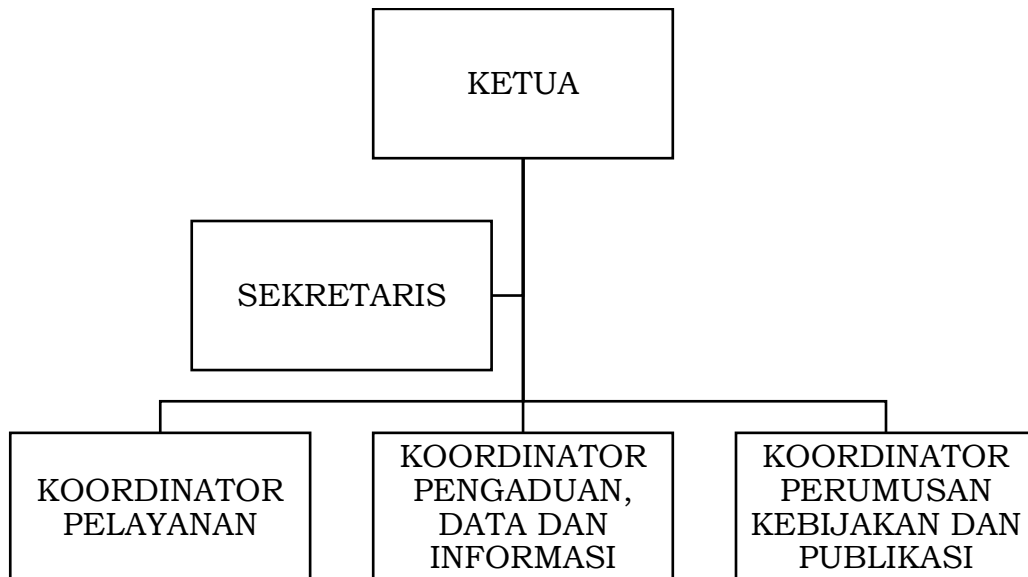 KETUA
SEKRETARIS
KOORDINATOR
PELAYANAN
KOORDINATOR
PENGADUAN,
DATA DAN
INFORMASI
KOORDINATOR
PERUMUSAN
KEBIJAKAN DAN
PUBLIKASI